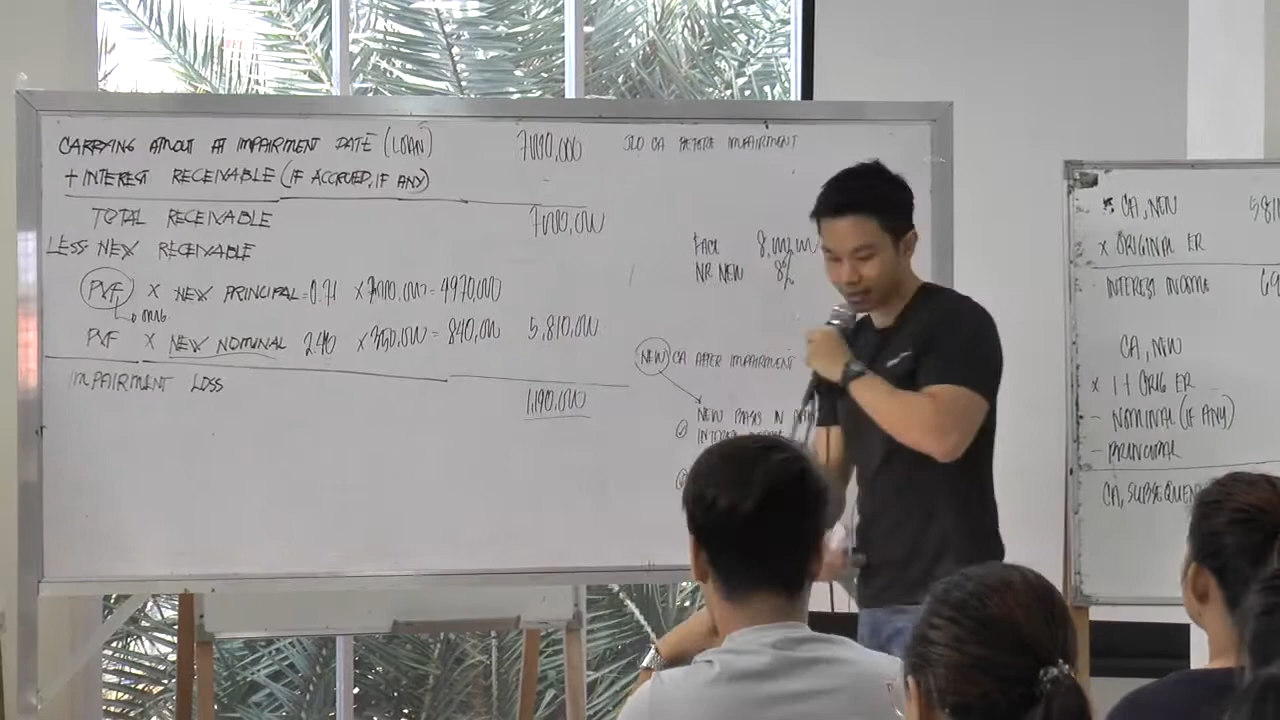 CARRYING AMOUT AT IMPAIRMENT DATE (LOAN) 7,000,000
+ INTEREST RECEIVABLE (IF ACCRUED, IF ANY) -
TOTAL RECEIVABLE 7,000,000
LESS NEW RECEIVABLE
PVF × NEW PRINCIPAL = 0.71 × 7,000,000 = 4,970,000
ORIG
PVF × NEW NOMINAL 2.40 × 350,000 = 840,000 5,810,000
IMPAIRMENT LOSS 1,190,000
CA BEFORE IMPAIRMENT
FACE 8,000,000
NR NEW 8%
NEW CA AFTER IMPAIRMENT
NEW BASIS IN
CA, NEW 581
× ORIGINAL ER
INTEREST INCOME 69
CA, NEW
× 1 + ORIG ER
- NOMINAL (IF ANY)
- PRINCIPAL
CA, SUBSEQUENT